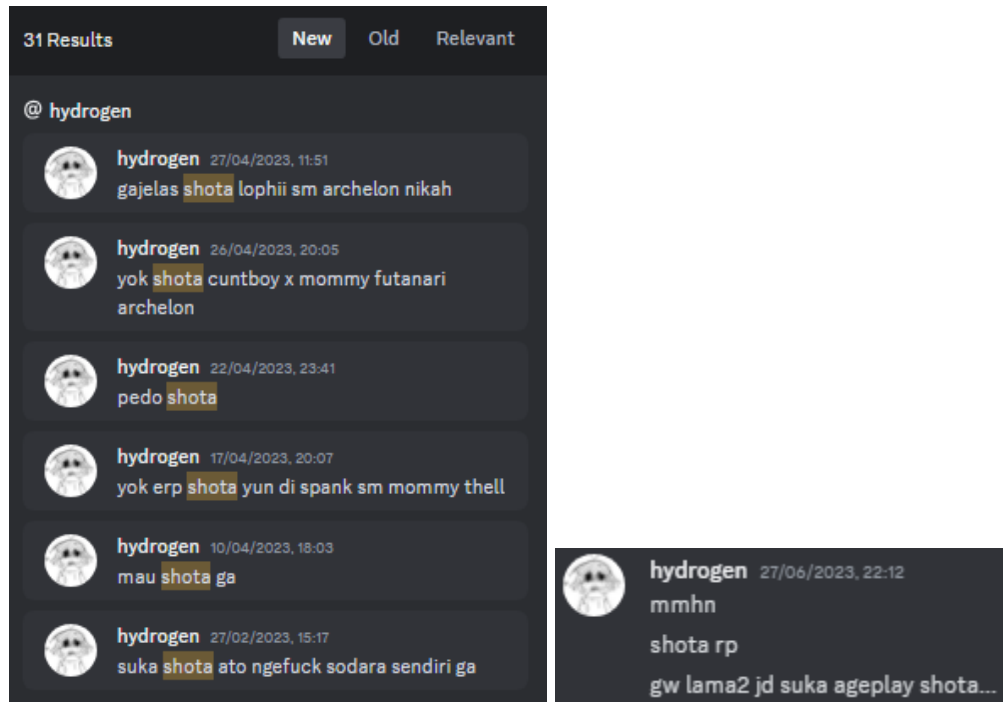 31 Results
New
Old
Relevant
@ hydrogen
hydrogen 27/04/2023, 11:51
gajelas shota lophii sm archelon nikah
hydrogen 26/04/2023, 20:05
yok shota cuntboy x mommy futanari
archelon
hydrogen 22/04/2023, 23:41
pedo shota
hydrogen 17/04/2023, 20:07
yok erp shota yun di spank sm mommy thell
hydrogen 10/04/2023, 18:03
mau shota ga
hydrogen 27/02/2023, 15:17
suka shota ato ngefuck sodara sendiri ga
hydrogen 27/06/2023, 22:12
mmhn
shota rp
gw lama2 jd suka ageplay shota...